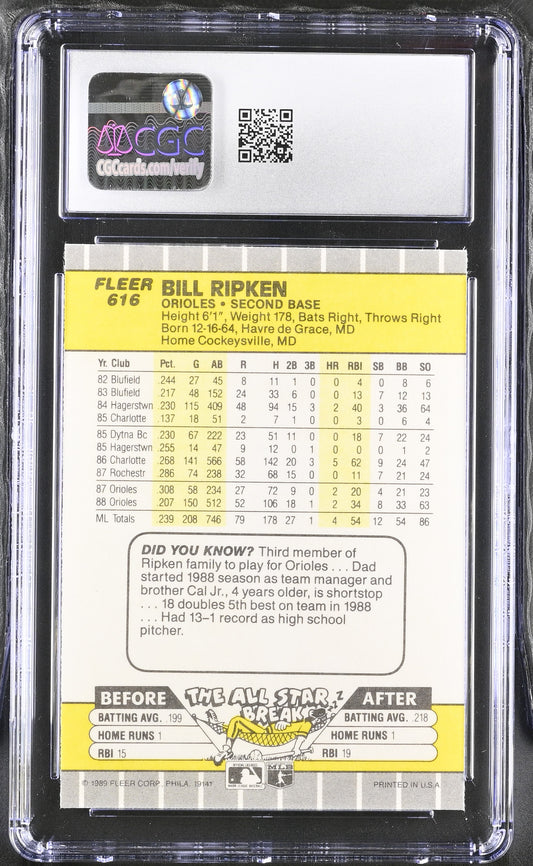 CGC
CGCcards.com/verify
FLEER 616
BILL RIPKEN
ORIOLES • SECOND BASE
Height 6'1", Weight 178, Bats Right, Throws Right
Born 12-16-64, Havre de Grace, MD
Home Cockeysville, MD
Yr. Club Pct. G AB R H 2B 3B HR RBI SB BB SO
82 Blufield .244 27 45 8 11 1 0 0 4 0 8 6
83 Blufield .217 48 152 24 33 6 0 0 13 7 12 13
84 Hagerstwn .230 115 409 48 94 15 3 2 40 3 36 64
85 Charlotte .137 18 51 2 7 1 0 0 3 0 6 4
85 Dytna Bc .230 67 222 23 51 11 0 0 18 7 22 24
85 Hagerstwn .255 14 47 9 12 0 1 0 0 0 1 2
86 Charlotte .268 141 566 58 142 20 3 5 62 9 24 47
87 Rochestr .286 74 238 32 68 15 0 0 11 7 21 24
87 Orioles .308 58 234 27 72 9 0 2 20 4 21 23
88 Orioles .207 150 512 52 106 18 1 2 34 8 33 63
ML Totals .239 208 746 79 178 27 1 4 54 12 54 86
DID YOU KNOW? Third member of
Ripken family to play for Orioles . . . Dad
started 1988 season as team manager and
brother Cal Jr., 4 years older, is shortstop
. . . 18 doubles 5th best on team in 1988
. . . Had 13–1 record as high school
pitcher.
BEFORE THE ALL STAR BREAK AFTER
Z Z
BATTING AVG. .199 BATTING AVG. .218
HOME RUNS 1 HOME RUNS 1
RBI 15 RBI 19
MLB
© 1989 FLEER CORP., PHILA. 19141 PRINTED IN U.S.A.